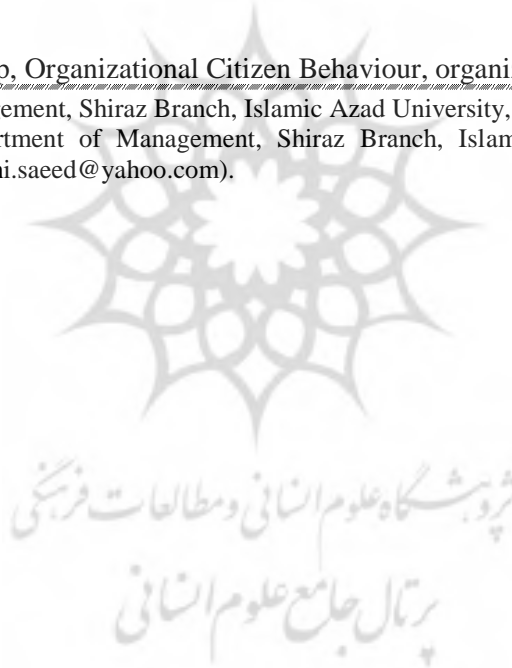 o, Organizational Citizen Behaviour, organi
gement, Shiraz Branch, Islamic Azad University,
rtment of Management, Shiraz Branch, Islam
ni.saeed@yahoo.com).
پژوهشگاه علوم انسانی و مطالعات فرهنگی
پرتال جامع علوم انسانی